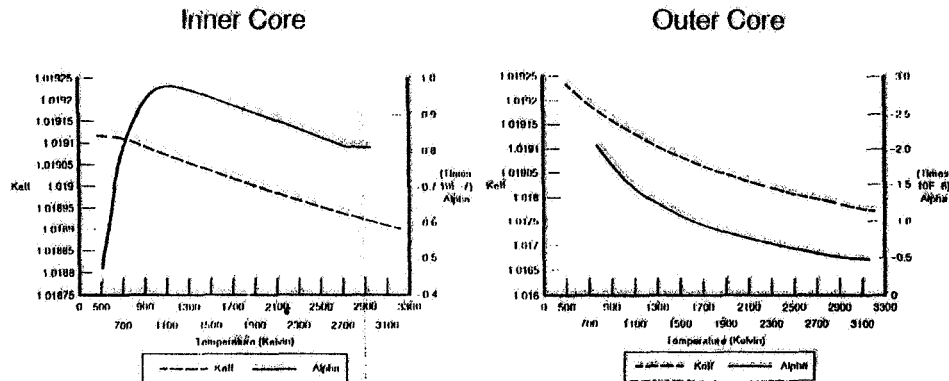 Inner Core
Outer Core
1.01925
1.0192
1.01915
1.0191
1.01905
1.019
1.01895
1.0189
1.01885
1.0188
1.01875
Keff
1.0
0.9
0.8
0.7
0.6
0.5
0.4
(Times
10E -7)
Alpha
0 500 900 1300 1700 2100 2500 2900 3300
700 1100 1500 1900 2300 2700 3100
Temperature (Kelvin)
Keff Alpha
1.01925
1.0192
1.01915
1.0191
1.01905
1.018
1.0175
1.017
1.0165
1.016
Keff
3.0
-2.5
2.0
1.5
1.0
-0.5
0
(Times
10E -6)
Alpha
0 500 900 1300 1700 2100 2500 2900 3300
700 1100 1500 1900 2300 2700 3100
Temperature (Kelvin)
Keff Alpha